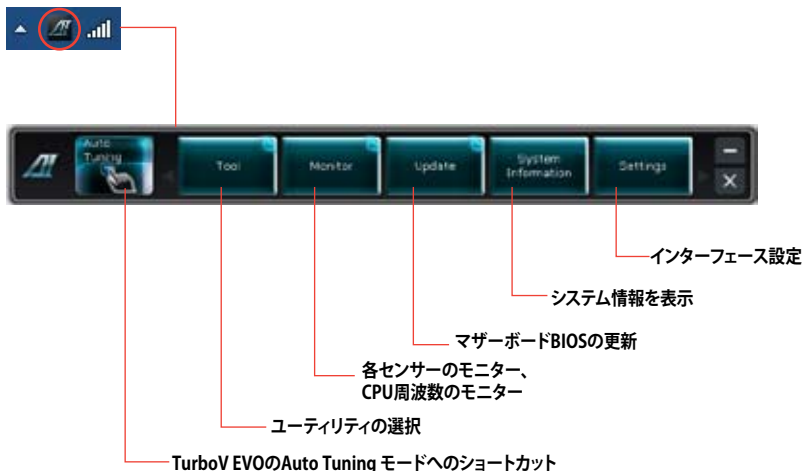 Auto
Tuning
Tool
Monitor
Update
System
Information
Settings
インターフェース設定
システム情報を表示
マザーボードBIOSの更新
各センサーのモニター、
CPU周波数のモニター
ユーティリティの選択
TurboV EVOのAuto Tuning モードへのショートカット